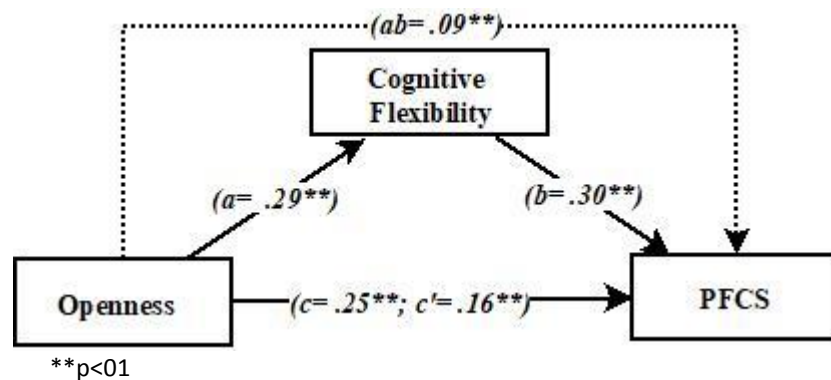 (ab= .09**)
Cognitive
Flexibility
(a= .29**)
(b= .30**)
Openness
(c= .25**; c'= .16**)
PFCS
**p<01